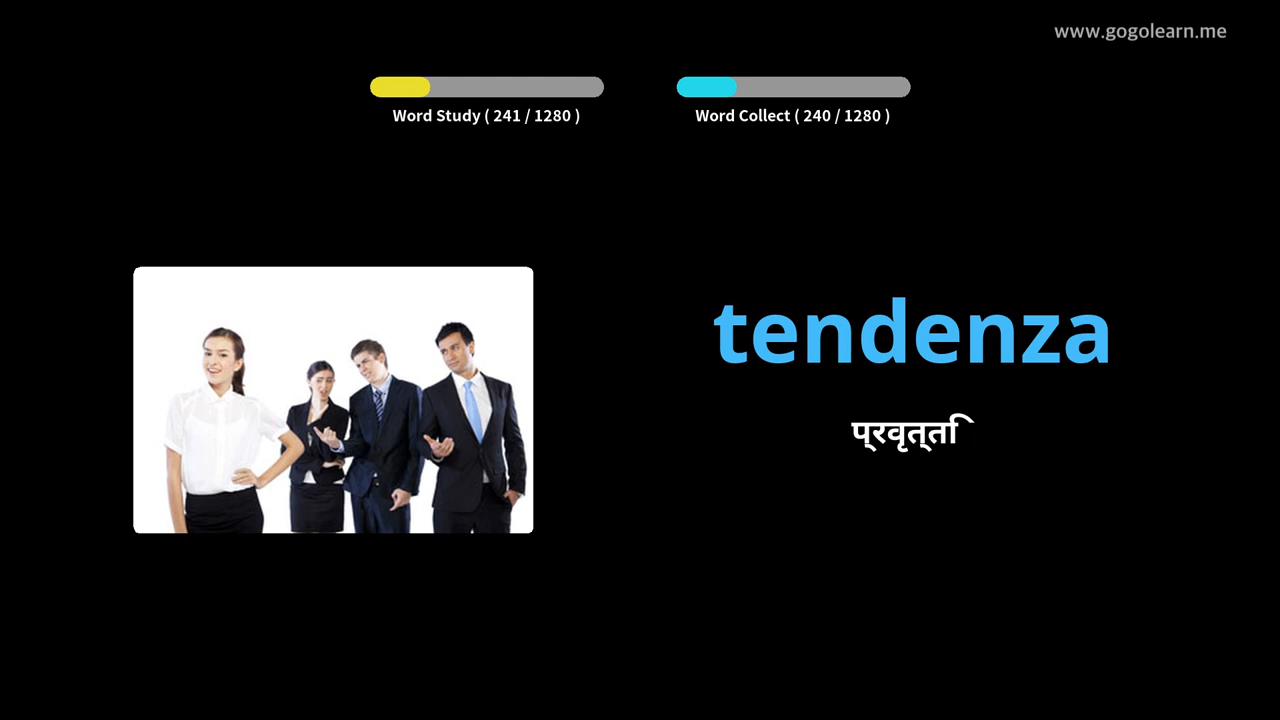 www.gogolearn.me
Word Study ( 241 / 1280 )
Word Collect ( 240 / 1280 )
tendenza
प्रवृत्ति